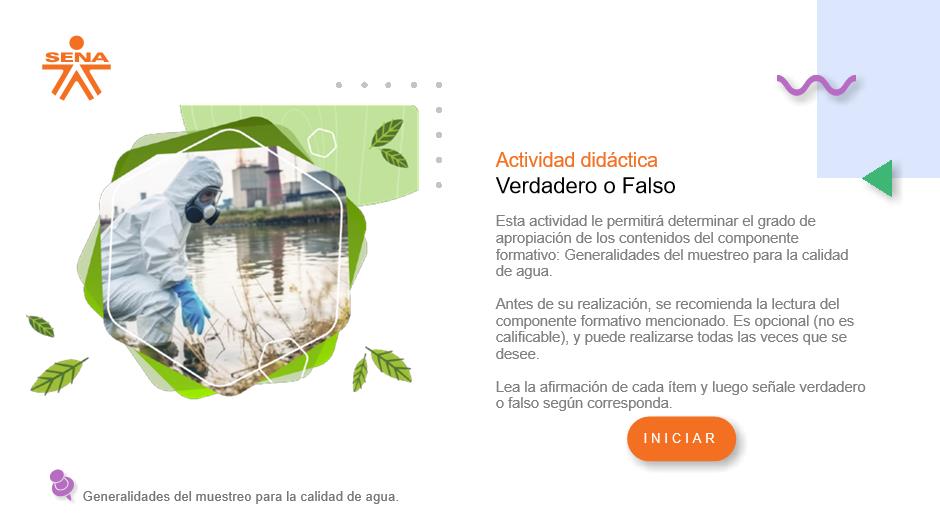 SENA
Actividad didáctica
Verdadero o Falso
Esta actividad le permitirá determinar el grado de
apropiación de los contenidos del componente
formativo: Generalidades del muestreo para la calidad
de agua.
Antes de su realización, se recomienda la lectura del
componente formativo mencionado. Es opcional (no es
calificable), y puede realizarse todas las veces que se
desee.
Lea la afirmación de cada ítem y luego señale verdadero
o falso según corresponda.
INICIAR
Generalidades del muestreo para la calidad de agua.